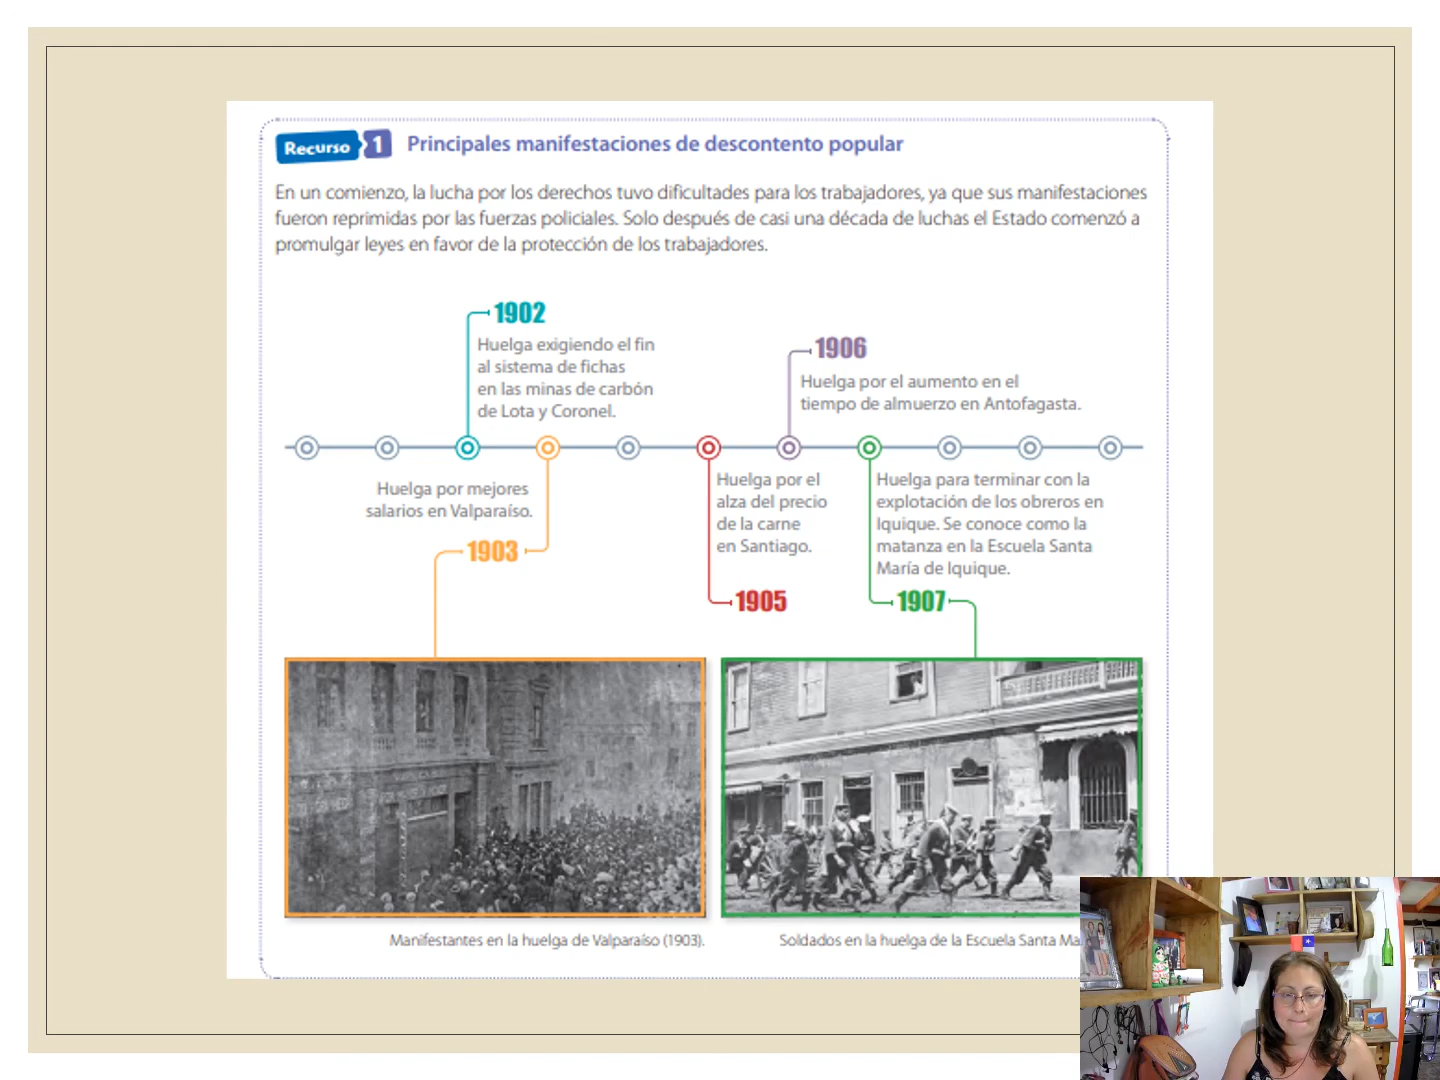 Recurso 1 Principales manifestaciones de descontento popular
En un comienzo, la lucha por los derechos tuvo dificultades para los trabajadores, ya que sus manifestaciones
fueron reprimidas por las fuerzas policiales. Solo después de casi una década de luchas el Estado comenzó a
promulgar leyes en favor de la protección de los trabajadores.
1902
Huelga exigiendo el fin
al sistema de fichas
en las minas de carbón
de Lota y Coronel.
1906
Huelga por el aumento en el
tiempo de almuerzo en Antofagasta.
Huelga por mejores
salarios en Valparaíso.
1903
Huelga por el
alza del precio
de la carne
en Santiago.
1905
Huelga para terminar con la
explotación de los obreros en
Iquique. Se conoce como la
matanza en la Escuela Santa
María de Iquique.
1907
Manifestantes en la huelga de Valparaíso (1903).
Soldados en la huelga de la Escuela Santa Ma